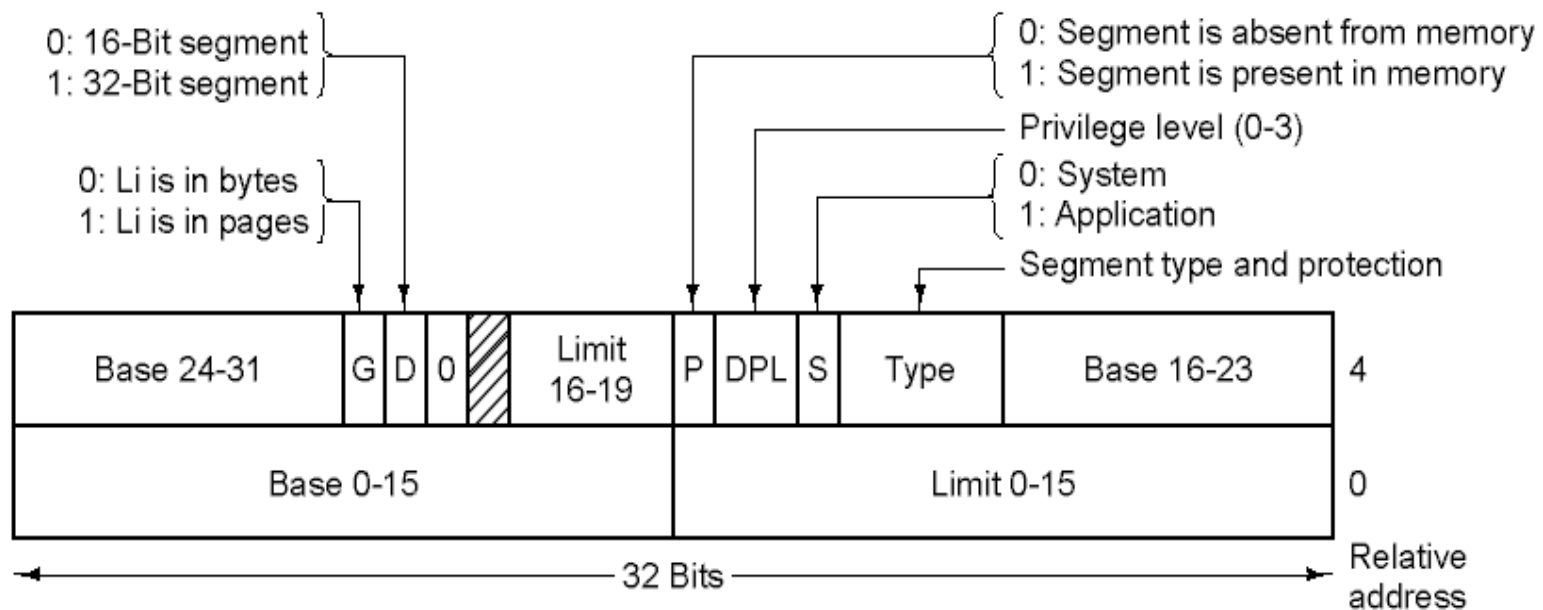 0: 16-Bit segment
1: 32-Bit segment
0: Li is in bytes
1: Li is in pages
0: Segment is absent from memory
1: Segment is present in memory
Privilege level (0-3)
0: System
1: Application
Segment type and protection
Base 24-31 G D 0 Limit 16-19 P DPL S Type Base 16-23 4
Base 0-15 Limit 0-15 0
32 Bits
Relative
address